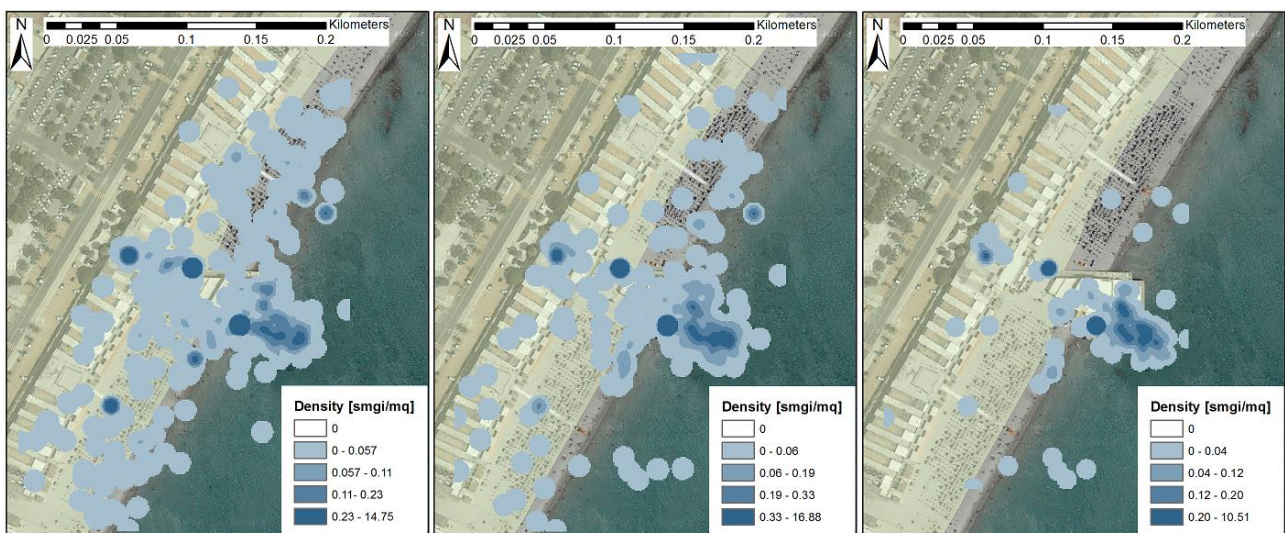 N
Kilometers
0 0.025 0.05 0.1 0.15 0.2
Density [smgi/mq]
0
0 - 0.057
0.057 - 0.11
0.11- 0.23
0.23 - 14.75
N
Kilometers
0 0.025 0.05 0.1 0.15 0.2
Density [smgi/mq]
0
0 - 0.06
0.06 - 0.19
0.19 - 0.33
0.33 - 16.88
N
Kilometers
0 0.025 0.05 0.1 0.15 0.2
Density [smgi/mq]
0
0 - 0.04
0.04 - 0.12
0.12 - 0.20
0.20 - 10.51